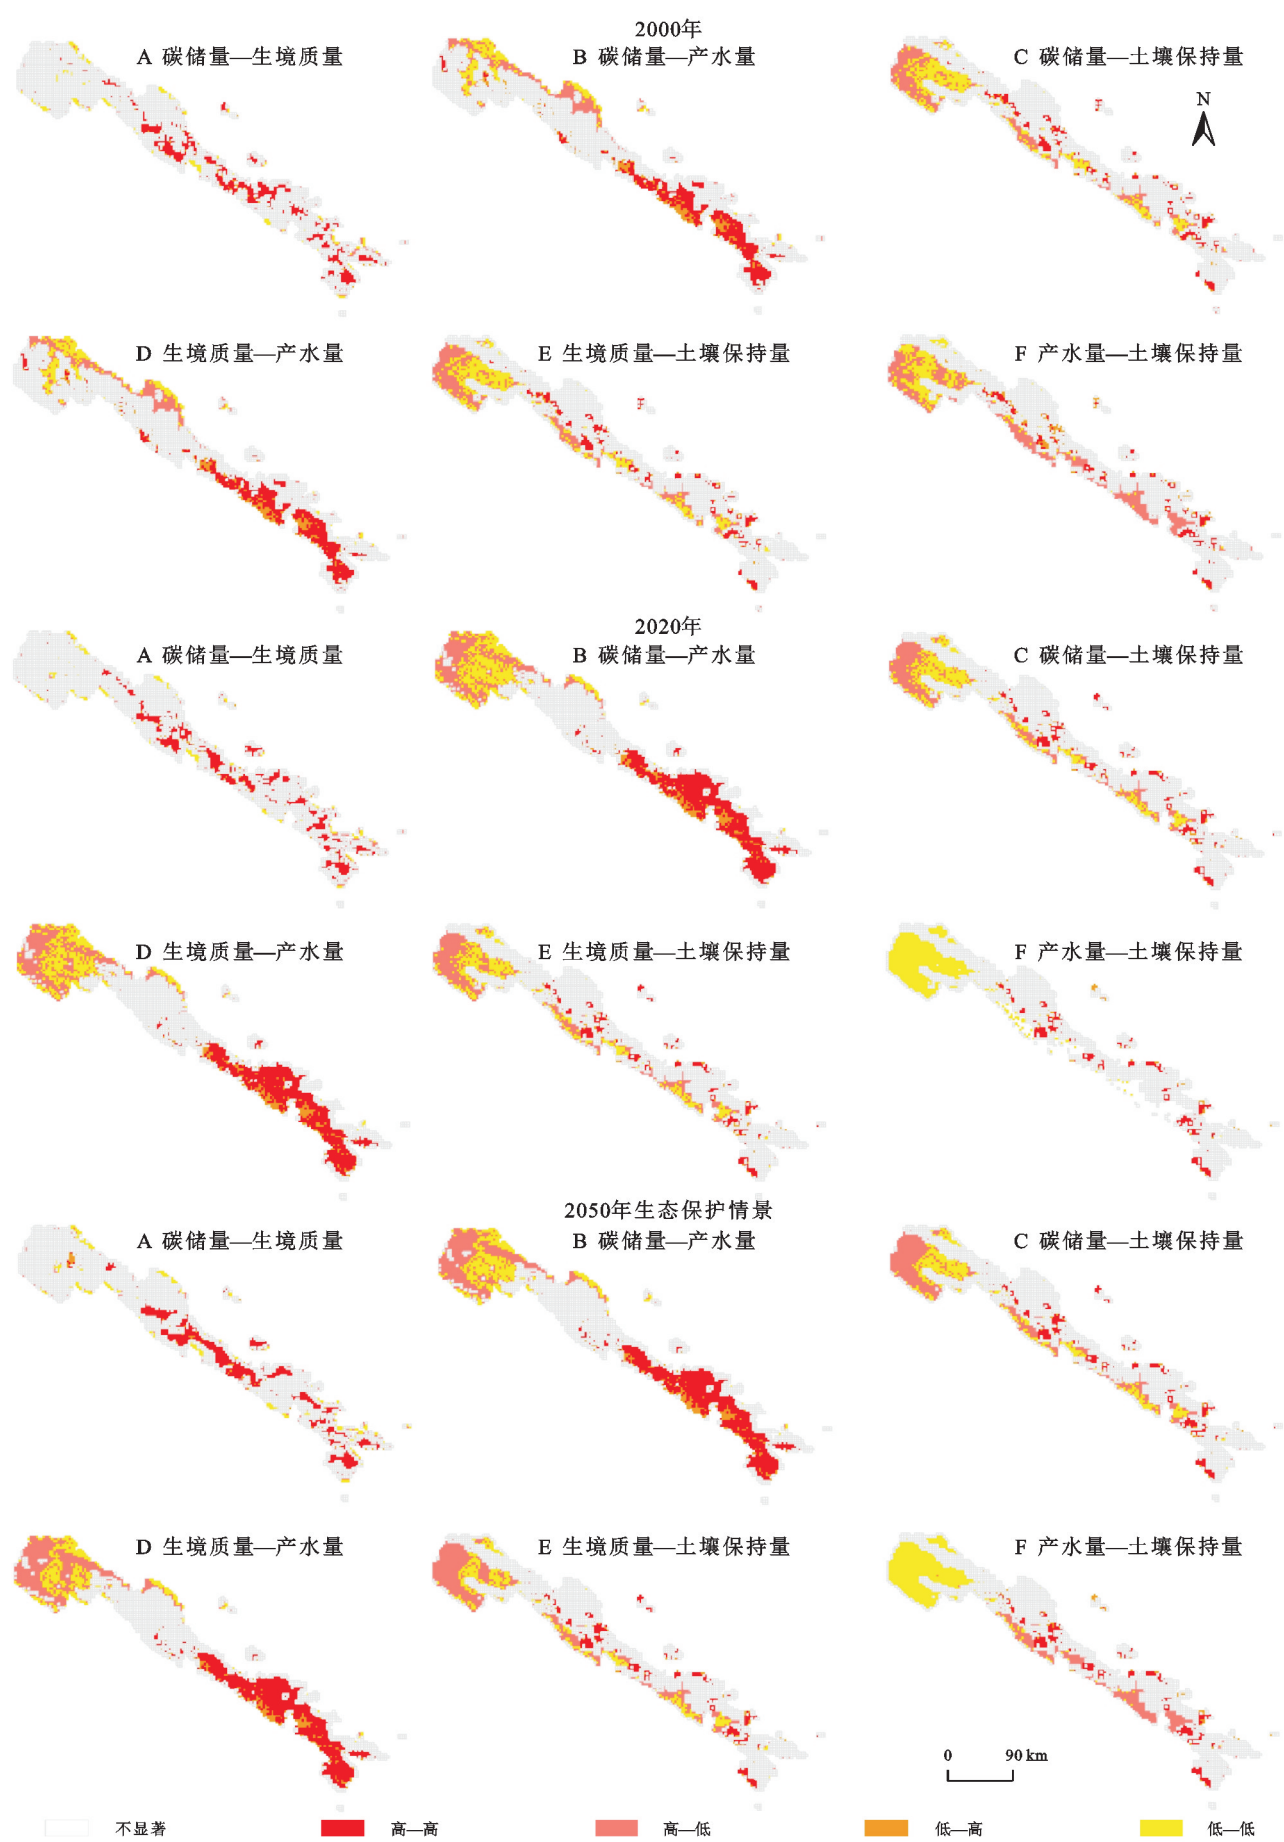 2000年
A 碳储量—生境质量
B 碳储量—产水量
C 碳储量—土壤保持量
N
D 生境质量—产水量
E 生境质量—土壤保持量
F 产水量—土壤保持量
2020年
A 碳储量—生境质量
B 碳储量—产水量
C 碳储量—土壤保持量
D 生境质量—产水量
E 生境质量—土壤保持量
F 产水量—土壤保持量
2050年生态保护情景
A 碳储量—生境质量
B 碳储量—产水量
C 碳储量—土壤保持量
D 生境质量—产水量
E 生境质量—土壤保持量
F 产水量—土壤保持量
0 90 km
不显著 高—高 高—低 低—高 低—低